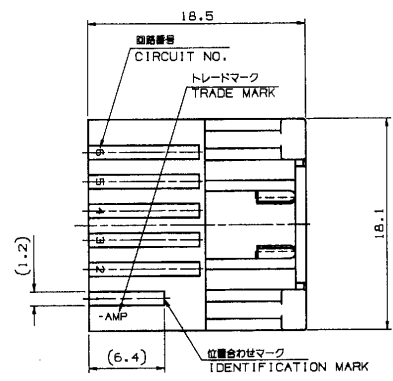 18.5
回路番号
CIRCUIT NO.
トレードマーク
TRADE MARK
6
5
4
3
2
18.1
(1.2)
-AMP
(6.4)
位置合わせマーク
IDENTIFICATION MARK